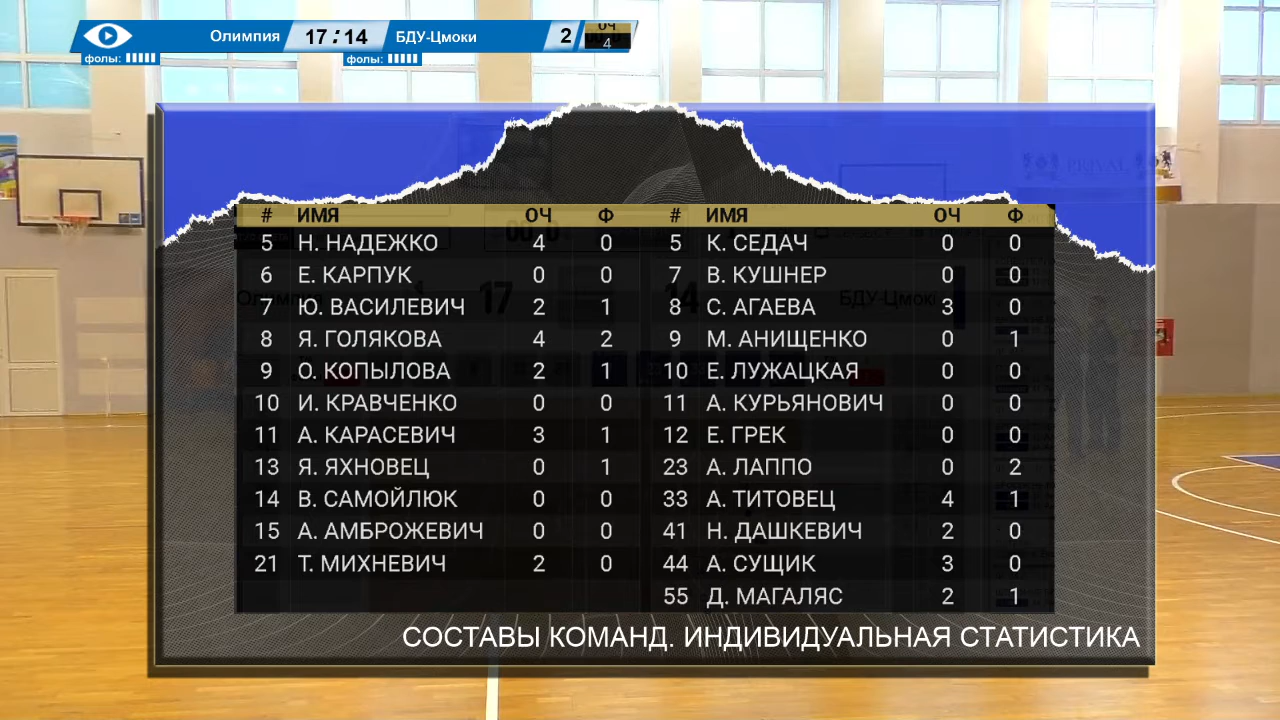 Олимпия 17:14 БДУ-Цмоки 2 ОЧ
4
фолы: фолы:
PRIVAL
# ИМЯ ОЧ Ф # ИМЯ ОЧ Ф
5 Н. НАДЕЖКО 4 0 5 К. СЕДАЧ 0 0
6 Е. КАРПУК 0 0 7 В. КУШНЕР 0 0
7 Ю. ВАСИЛЕВИЧ 2 1 8 С. АГАЕВА 3 0
8 Я. ГОЛЯКОВА 4 2 9 М. АНИЩЕНКО 0 1
9 О. КОПЫЛОВА 2 1 10 Е. ЛУЖАЦКАЯ 0 0
10 И. КРАВЧЕНКО 0 0 11 А. КУРЬЯНОВИЧ 0 0
11 А. КАРАСЕВИЧ 3 1 12 Е. ГРЕК 0 0
13 Я. ЯХНОВЕЦ 0 1 23 А. ЛАППО 0 2
14 В. САМОЙЛЮК 0 0 33 А. ТИТОВЕЦ 4 1
15 А. АМБРОЖЕВИЧ 0 0 41 Н. ДАШКЕВИЧ 2 0
21 Т. МИХНЕВИЧ 2 0 44 А. СУЩИК 3 0
55 Д. МАГАЛЯС 2 1
СОСТАВЫ КОМАНД. ИНДИВИДУАЛЬНАЯ СТАТИСТИКА